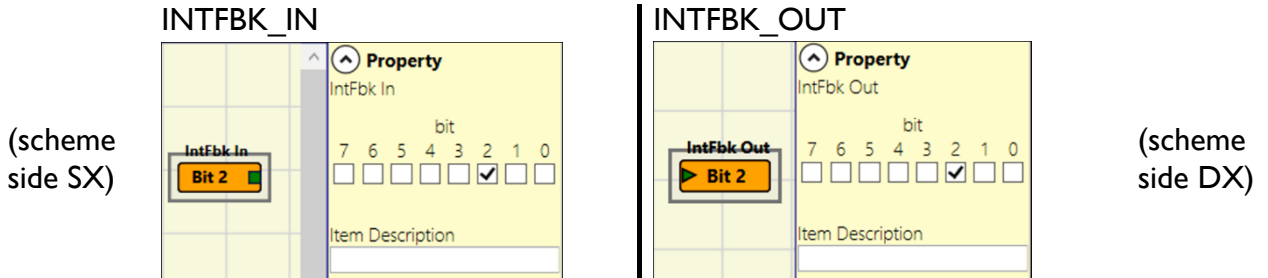 INTFBK_IN
(scheme
side SX)
IntFbk In
Bit 2
Property
IntFbk In
bit
7 6 5 4 3 2 1 0
Item Description
INTFBK_OUT
IntFbk Out
Bit 2
Property
IntFbk Out
bit
7 6 5 4 3 2 1 0
Item Description
(scheme
side DX)